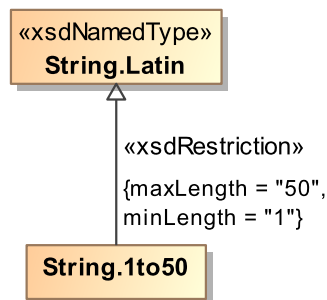 «xsdNamedType»
String.Latin
«xsdRestriction»
{maxLength = "50",
minLength = "1"}
String.1to50